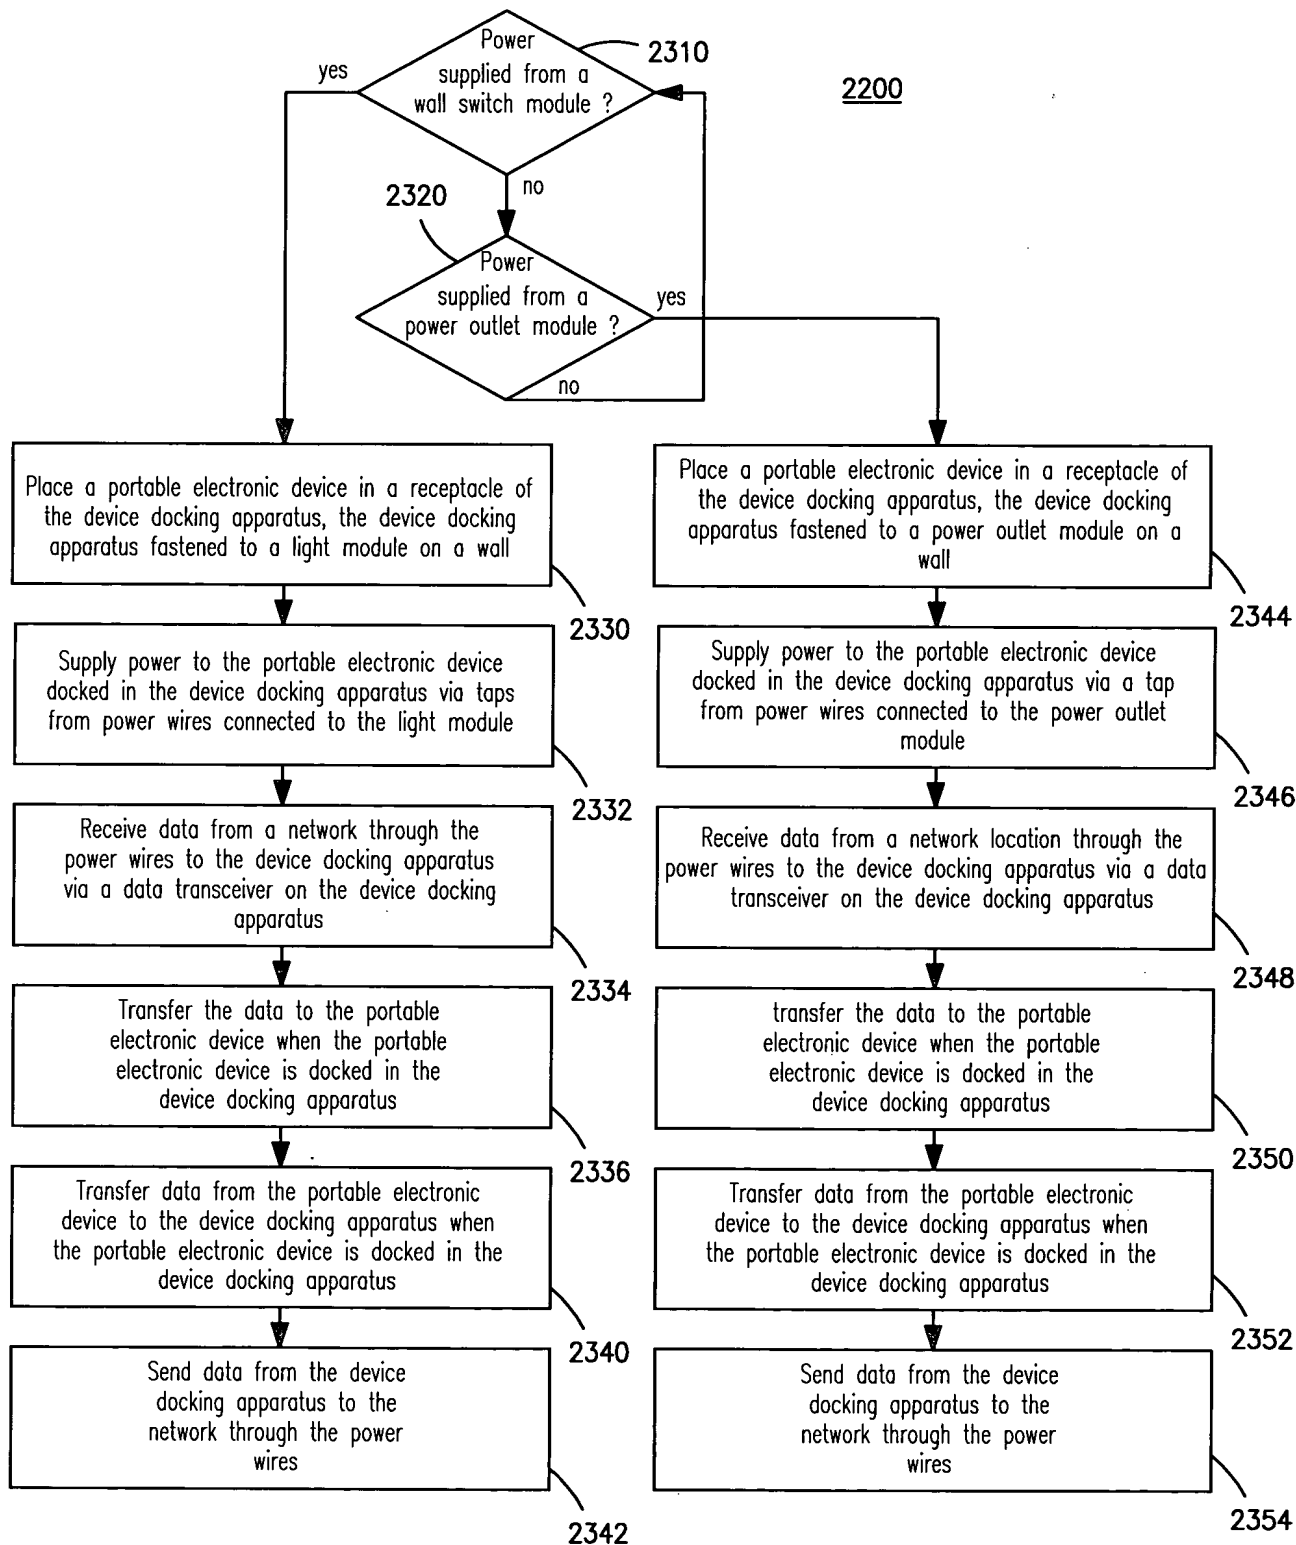 Power
supplied from a
wall switch module ?
2310
yes
2200
no
2320
Power
supplied from a
power outlet module ?
yes
no
Place a portable electronic device in a receptacle of
the device docking apparatus, the device docking
apparatus fastened to a light module on a wall
2330
Supply power to the portable electronic device
docked in the device docking apparatus via taps
from power wires connected to the light module
2332
Receive data from a network through the
power wires to the device docking apparatus
via a data transceiver on the device docking
apparatus
2334
Transfer the data to the portable
electronic device when the portable
electronic device is docked in the
device docking apparatus
2336
Transfer data from the portable electronic
device to the device docking apparatus when
the portable electronic device is docked in the
device docking apparatus
2340
Send data from the device
docking apparatus to the
network through the power
wires
2342
Place a portable electronic device in a receptacle of
the device docking apparatus, the device docking
apparatus fastened to a power outlet module on a
wall
2344
Supply power to the portable electronic device
docked in the device docking apparatus via a tap
from power wires connected to the power outlet
module
2346
Receive data from a network location through the
power wires to the device docking apparatus via a data
transceiver on the device docking apparatus
2348
transfer the data to the portable
electronic device when the portable
electronic device is docked in the
device docking apparatus
2350
Transfer data from the portable electronic
device to the device docking apparatus when
the portable electronic device is docked in the
device docking apparatus
2352
Send data from the device
docking apparatus to the
network through the power
wires
2354